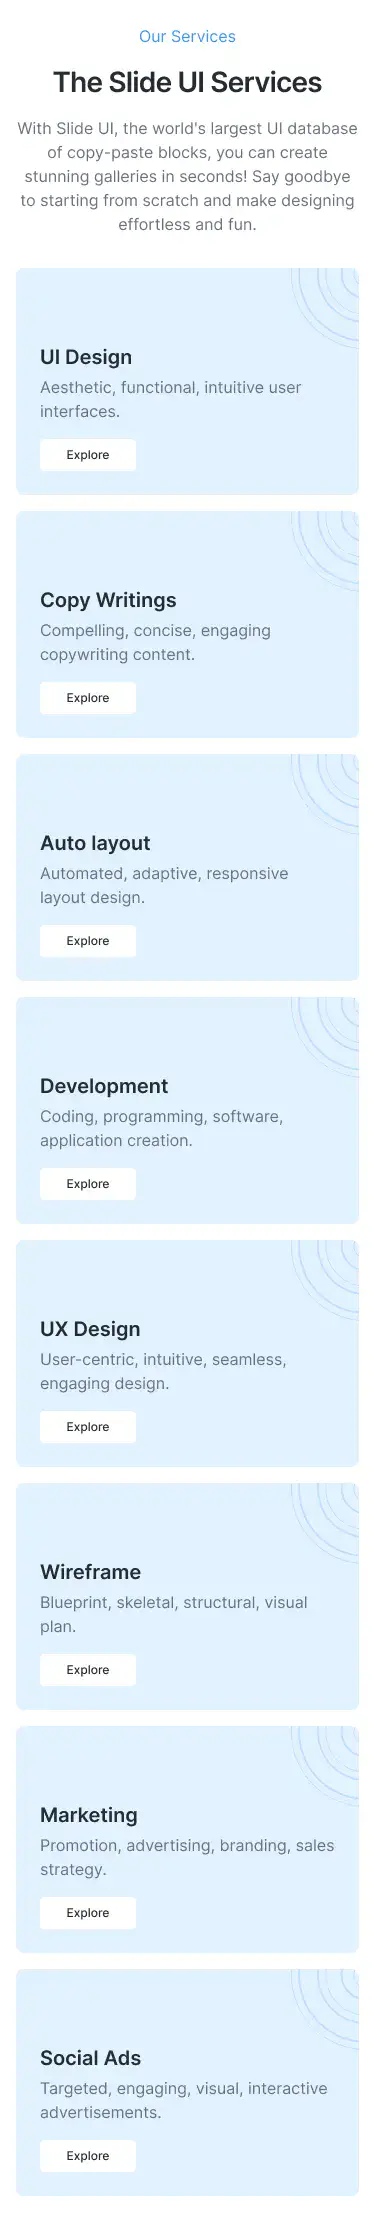 Our Services
The Slide UI Services
With Slide UI, the world's largest UI database
of copy-paste blocks, you can create
stunning galleries in seconds! Say goodbye
to starting from scratch and make designing
effortless and fun.
UI Design
Aesthetic, functional, intuitive user
interfaces.
Explore
Copy Writings
Compelling, concise, engaging
copywriting content.
Explore
Auto layout
Automated, adaptive, responsive
layout design.
Explore
Development
Coding, programming, software,
application creation.
Explore
UX Design
User-centric, intuitive, seamless,
engaging design.
Explore
Wireframe
Blueprint, skeletal, structural, visual
plan.
Explore
Marketing
Promotion, advertising, branding, sales
strategy.
Explore
Social Ads
Targeted, engaging, visual, interactive
advertisements.
Explore